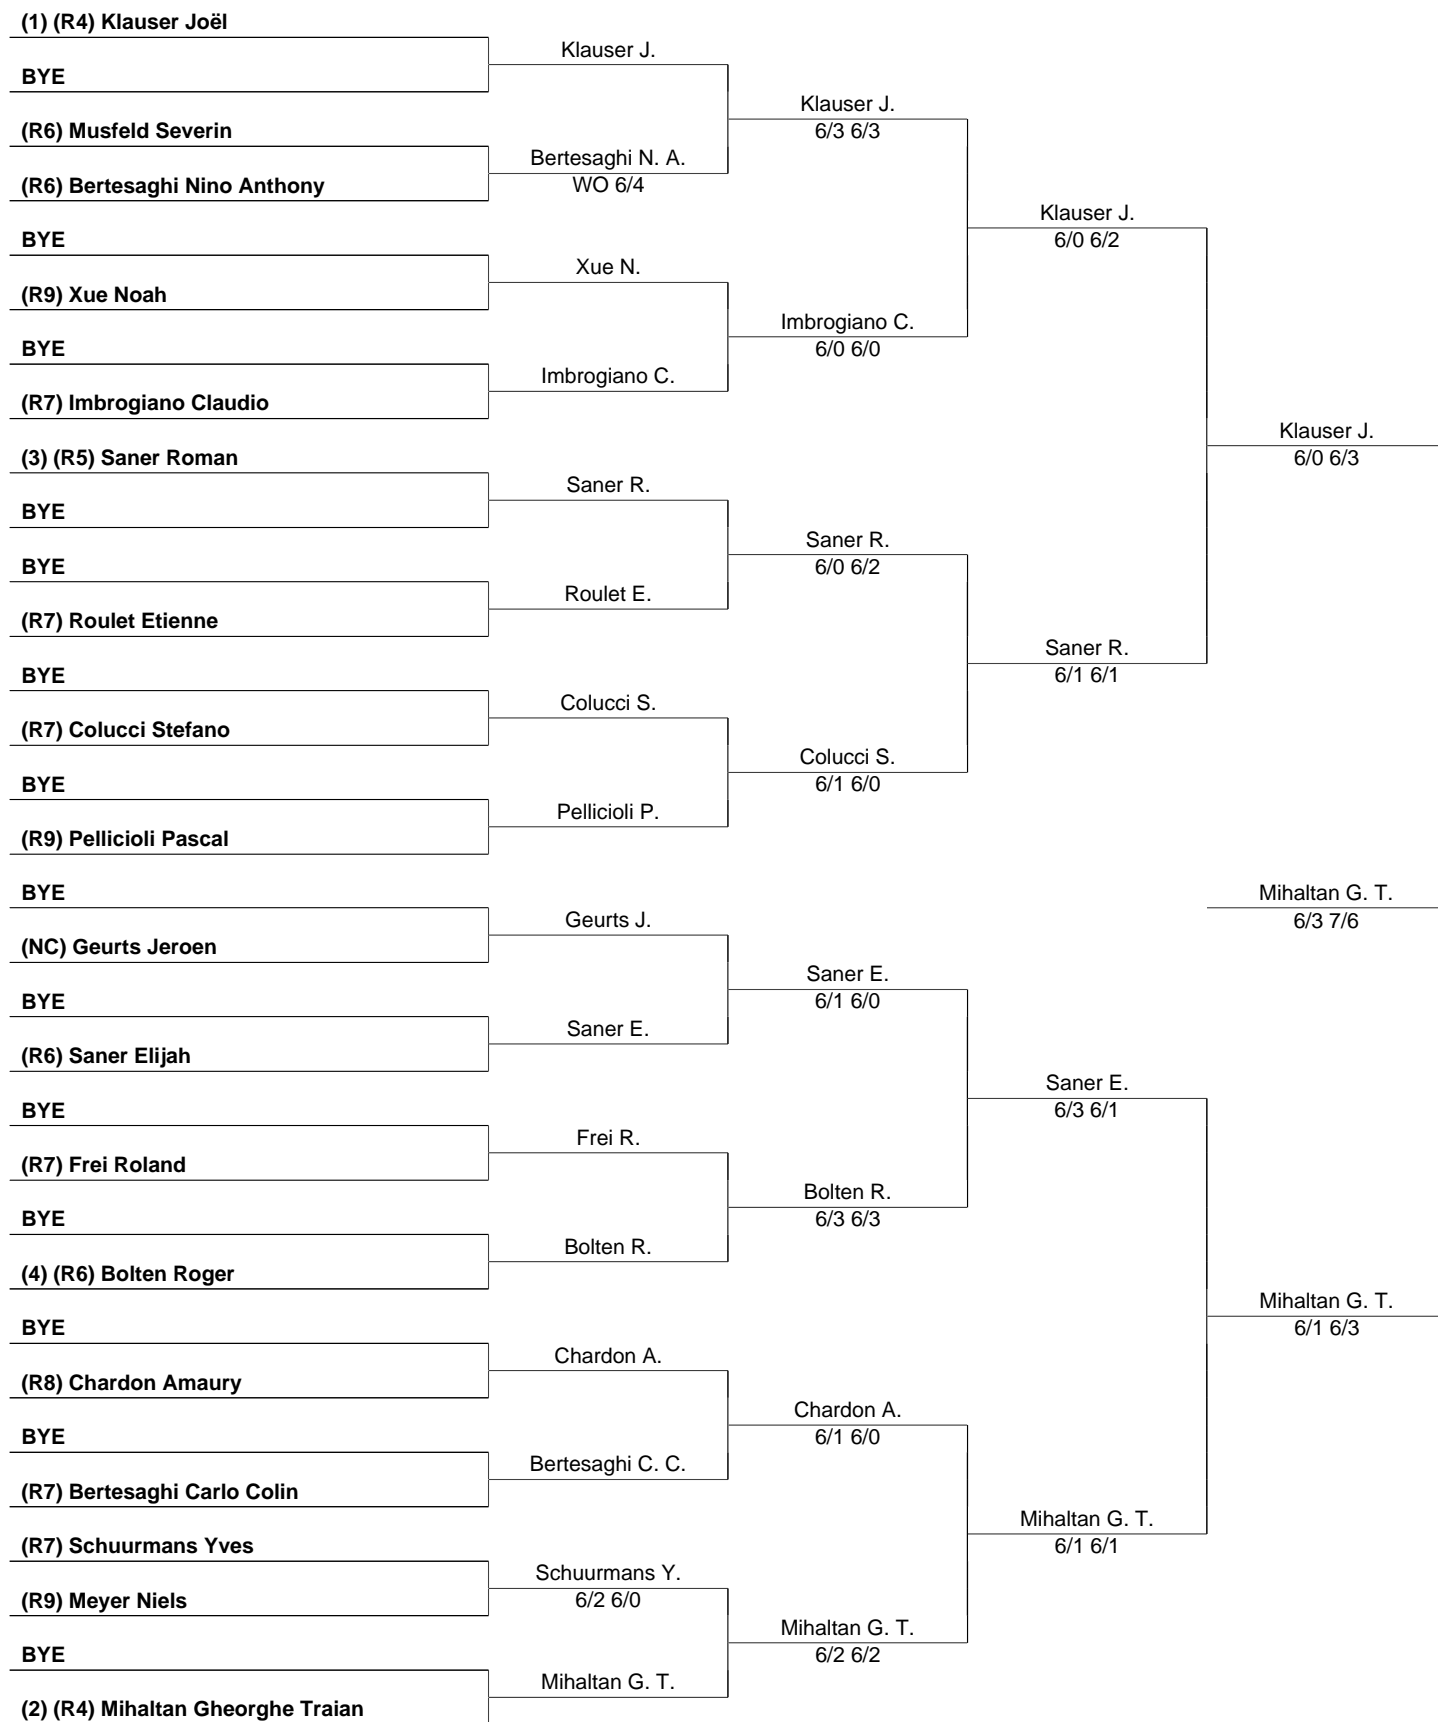 (1) (R4) Klauser Joël
Klauser J.
BYE
Klauser J.
6/3 6/3
(R6) Musfeld Severin
Bertesaghi N. A.
WO 6/4
(R6) Bertesaghi Nino Anthony
Klauser J.
6/0 6/2
BYE
Xue N.
(R9) Xue Noah
Imbrogiano C.
6/0 6/0
BYE
Imbrogiano C.
(R7) Imbrogiano Claudio
Klauser J.
6/0 6/3
(3) (R5) Saner Roman
Saner R.
BYE
Saner R.
6/0 6/2
BYE
Roulet E.
(R7) Roulet Etienne
Saner R.
6/1 6/1
BYE
Colucci S.
(R7) Colucci Stefano
Colucci S.
6/1 6/0
BYE
Pellicioli P.
(R9) Pellicioli Pascal
BYE
Mihaltan G. T.
6/3 7/6
Geurts J.
(NC) Geurts Jeroen
Saner E.
6/1 6/0
BYE
Saner E.
(R6) Saner Elijah
Saner E.
6/3 6/1
BYE
Frei R.
(R7) Frei Roland
Bolten R.
6/3 6/3
BYE
Bolten R.
(4) (R6) Bolten Roger
Mihaltan G. T.
6/1 6/3
BYE
Chardon A.
(R8) Chardon Amaury
Chardon A.
6/1 6/0
BYE
Bertesaghi C. C.
(R7) Bertesaghi Carlo Colin
Mihaltan G. T.
6/1 6/1
(R7) Schuurmans Yves
Schuurmans Y.
6/2 6/0
(R9) Meyer Niels
Mihaltan G. T.
6/2 6/2
BYE
Mihaltan G. T.
(2) (R4) Mihaltan Gheorghe Traian